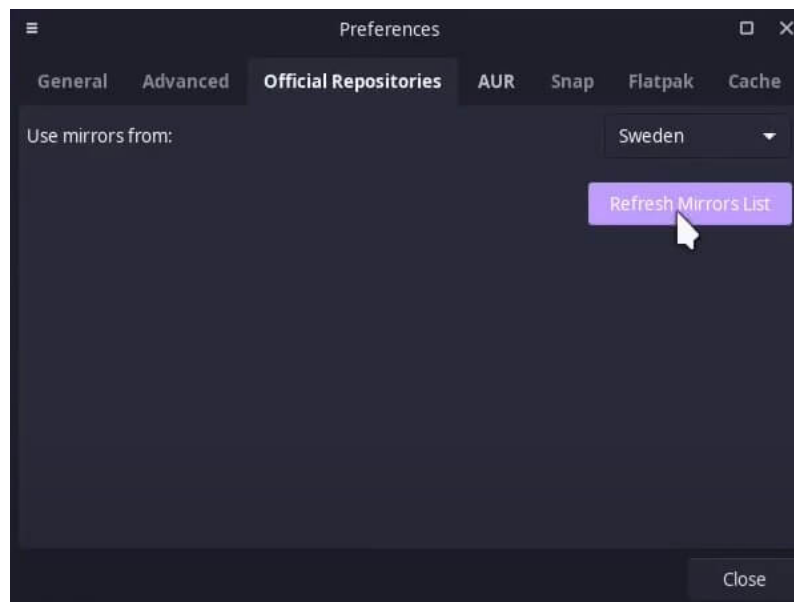 Preferences
General Advanced Official Repositories AUR Snap Flatpak Cache
Use mirrors from: Sweden
Refresh Mirrors List
Close